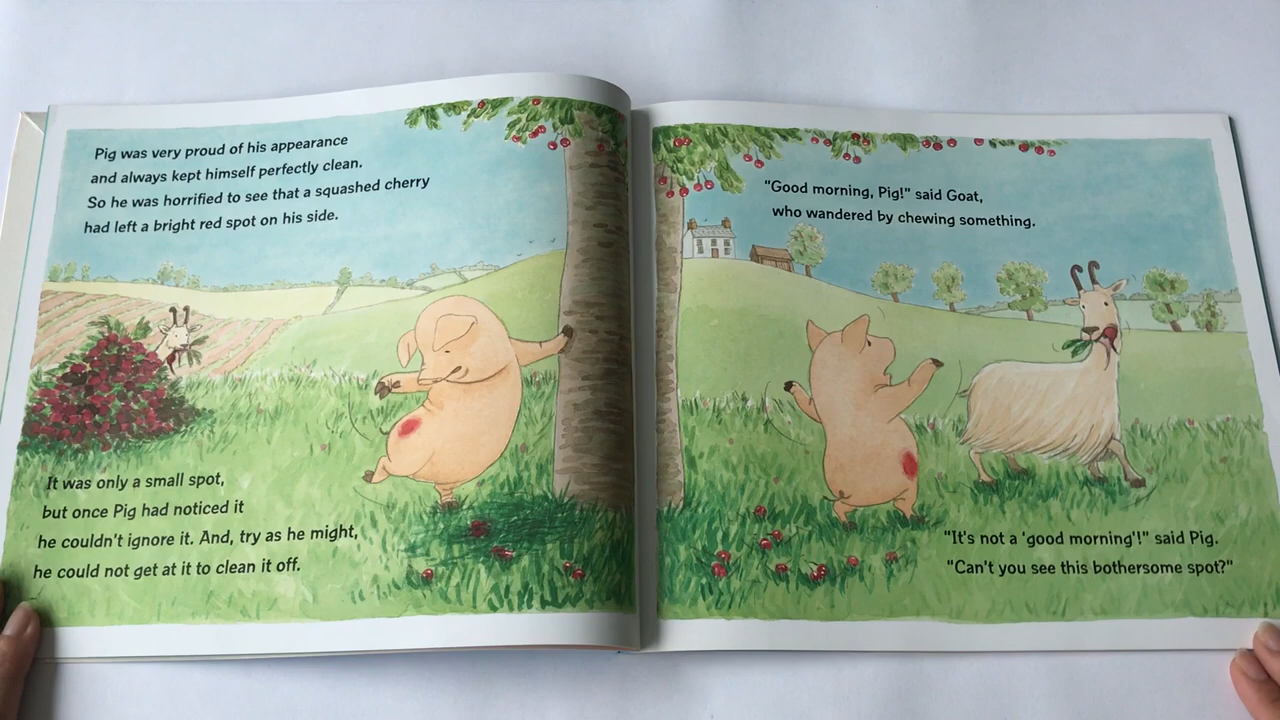 Pig was very proud of his appearance
and always kept himself perfectly clean.
So he was horrified to see that a squashed cherry
had left a bright red spot on his side.
It was only a small spot,
but once Pig had noticed it
he couldn't ignore it. And, try as he might,
he could not get at it to clean it off.
"Good morning, Pig!" said Goat,
who wandered by chewing something.
"It's not a 'good morning'!" said Pig.
"Can't you see this bothersome spot?"